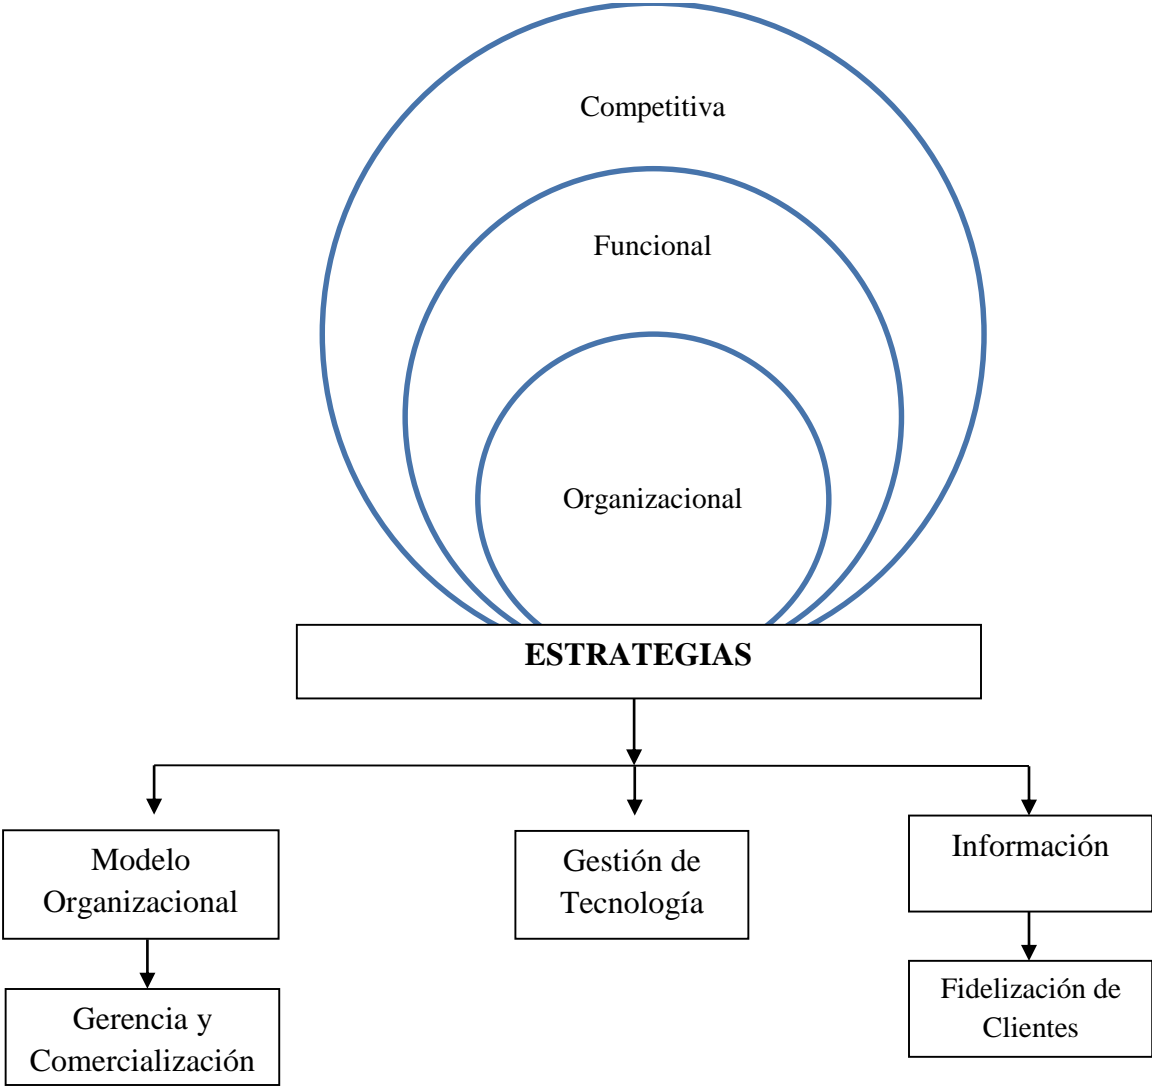 Competitiva
Funcional
Organizacional
ESTRATEGIAS
Modelo
Organizacional
Gestión de
Tecnología
Información
Gerencia y
Comercialización
Fidelización de
Clientes